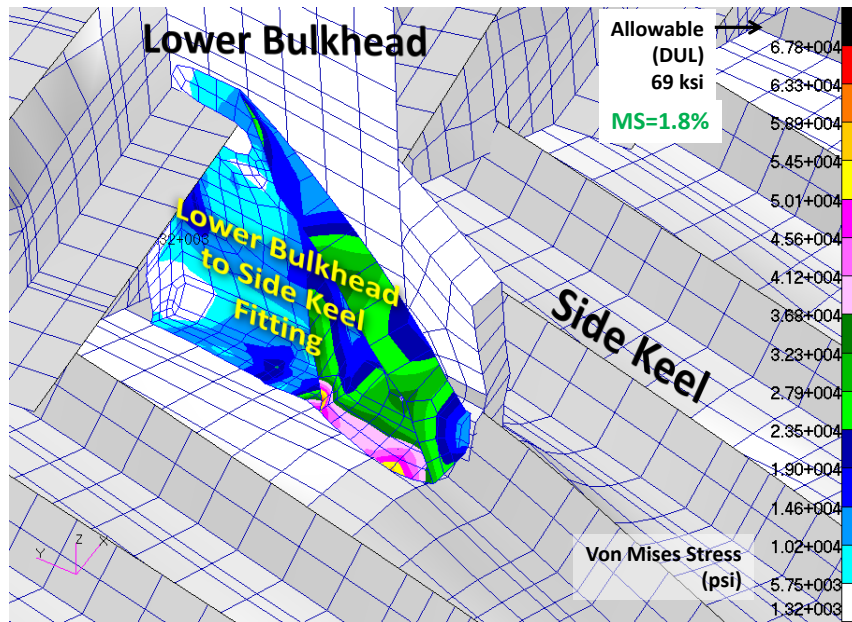 Lower Bulkhead
Allowable
(DUL)
69 ksi
MS=1.8%
6.78+004
6.33+004
5.89+004
5.45+004
5.01+004
4.56+004
4.12+004
3.68+004
3.23+004
2.79+004
2.35+004
1.90+004
1.46+004
1.02+004
5.75+003
1.32+003
Lower Bulkhead
to Side Keel
Fitting
Side Keel
Von Mises Stress
(psi)
Z
Y
X